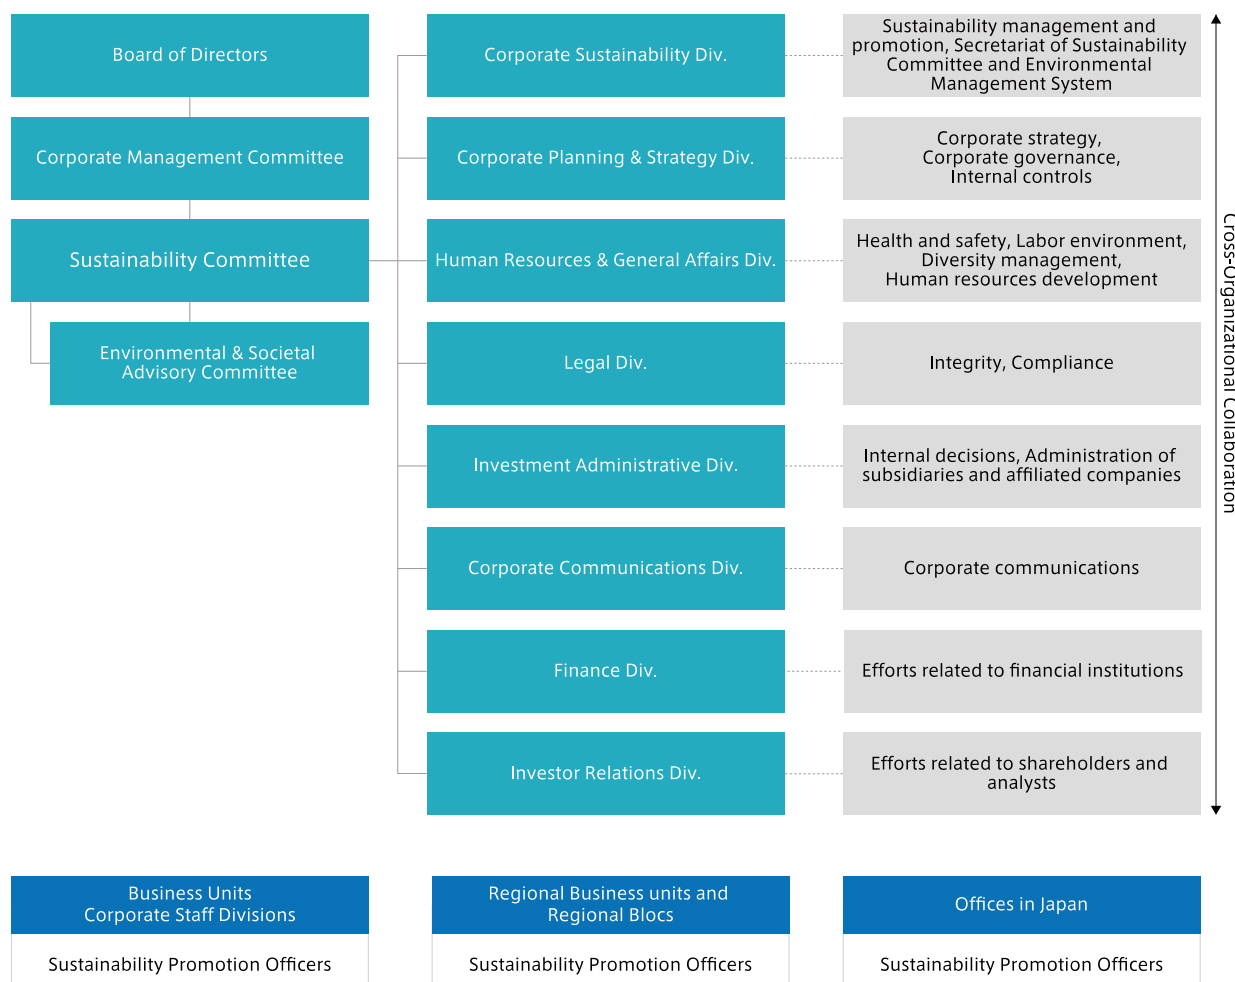 Board of Directors
Corporate Management Committee
Sustainability Committee
Environmental & Societal
Advisory Committee
Corporate Sustainability Div.
Sustainability management and
promotion, Secretariat of Sustainability
Committee and Environmental
Management System
Corporate Planning & Strategy Div.
Corporate strategy,
Corporate governance,
Internal controls
Human Resources & General Affairs Div.
Health and safety, Labor environment,
Diversity management,
Human resources development
Legal Div.
Integrity, Compliance
Investment Administrative Div.
Internal decisions, Administration of
subsidiaries and affiliated companies
Corporate Communications Div.
Corporate communications
Finance Div.
Efforts related to financial institutions
Investor Relations Div.
Efforts related to shareholders and
analysts
Cross-Organizational Collaboration
Business Units
Corporate Staff Divisions
Sustainability Promotion Officers
Regional Business units and
Regional Blocs
Sustainability Promotion Officers
Offices in Japan
Sustainability Promotion Officers